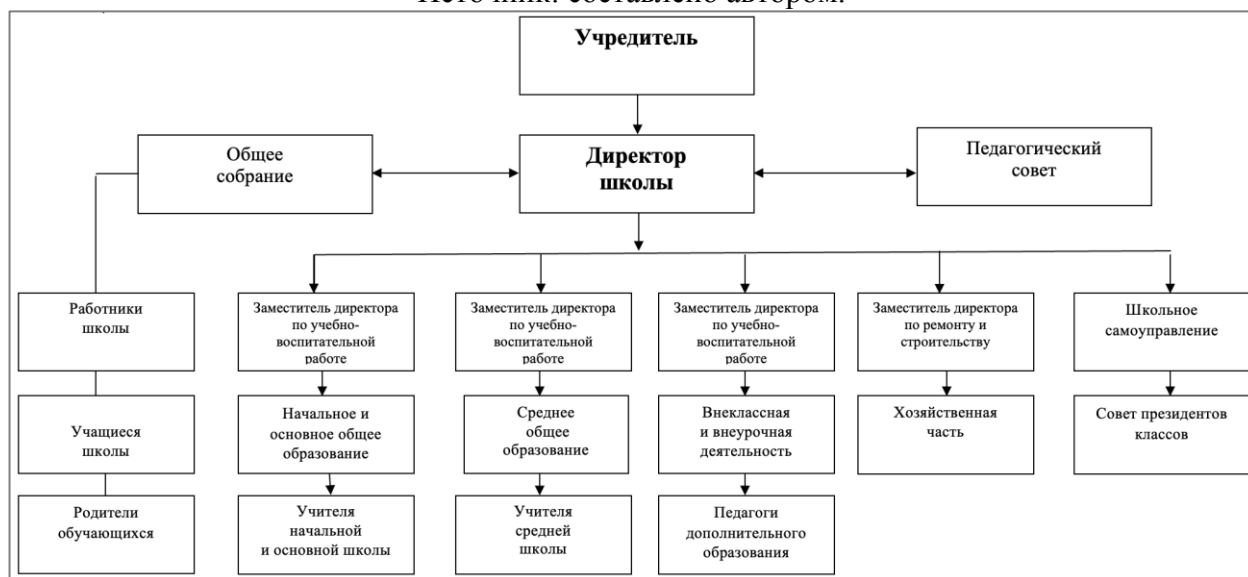 Источник: составлено автором.
Учредитель
Общее
собрание
Директор
школы
Педагогический
совет
Работники
школы
Заместитель директора
по учебно-
воспитательной
работе
Заместитель директора
по учебно-
воспитательной
работе
Заместитель директора
по учебно-
воспитательной
работе
Заместитель директора
по ремонту и
строительству
Школьное
самоуправление
Учащиеся
школы
Начальное и
основное общее
образование
Среднее
общее
образование
Внеклассная
и внеурочная
деятельность
Хозяйственная
часть
Совет президентов
классов
Родители
обучающихся
Учителя
начальной
и основной школы
Учителя
средней
школы
Педагоги
дополнительного
образования